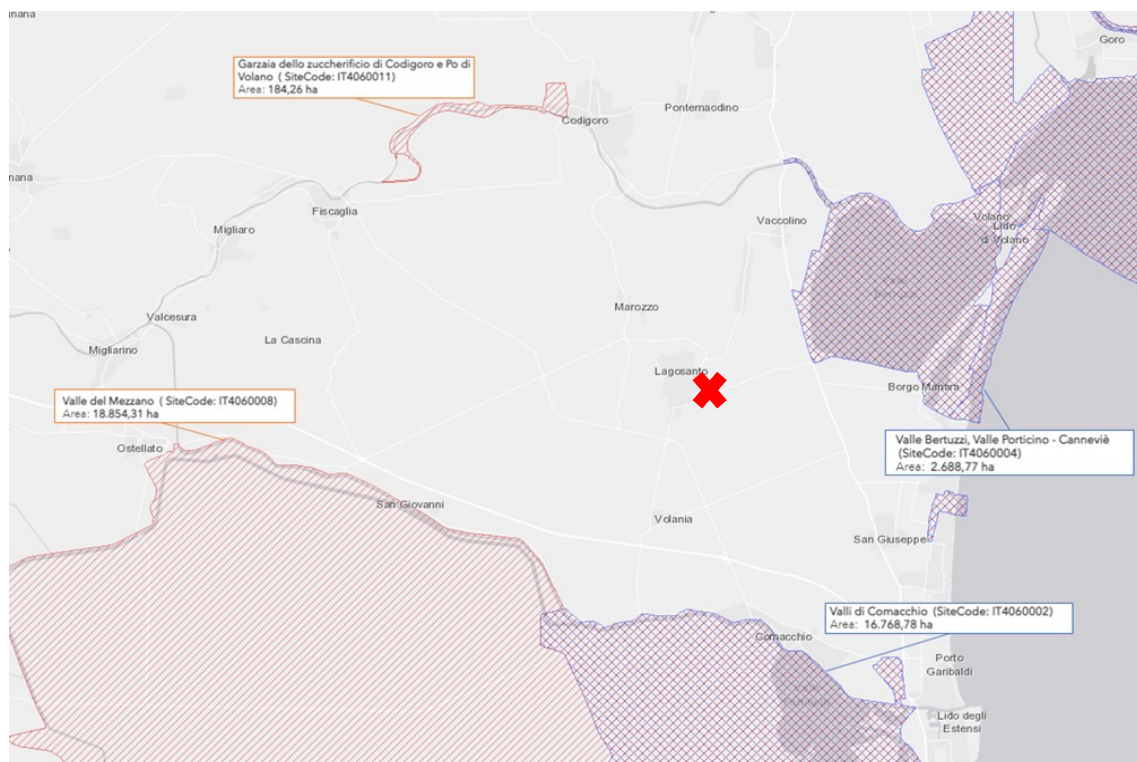 gnana
Goro
Garzaia dello zuccherificio di Codigoro e Po di
Volano ( SiteCode: IT4060011)
Area: 184,26 ha
Pontemaodino
Codigoro
nana
Fiscaglia
Vaccolino
Volano
Lido
di Volano
Migliaro
Marozzo
Valcesura
La Cascina
Migliarino
Lagosanto
Borgo Manara
Valle del Mezzano ( SiteCode: IT4060008)
Area: 18.854,31 ha
Valle Bertuzzi, Valle Porticino - Canneviè
(SiteCode: IT4060004)
Area: 2.688,77 ha
Ostellato
San Giovanni
Volania
San Giuseppe
Valli di Comacchio (SiteCode: IT4060002)
Area: 16.768,78 ha
Comacchio
Porto
Garibaldi
Lido degli
Estensi